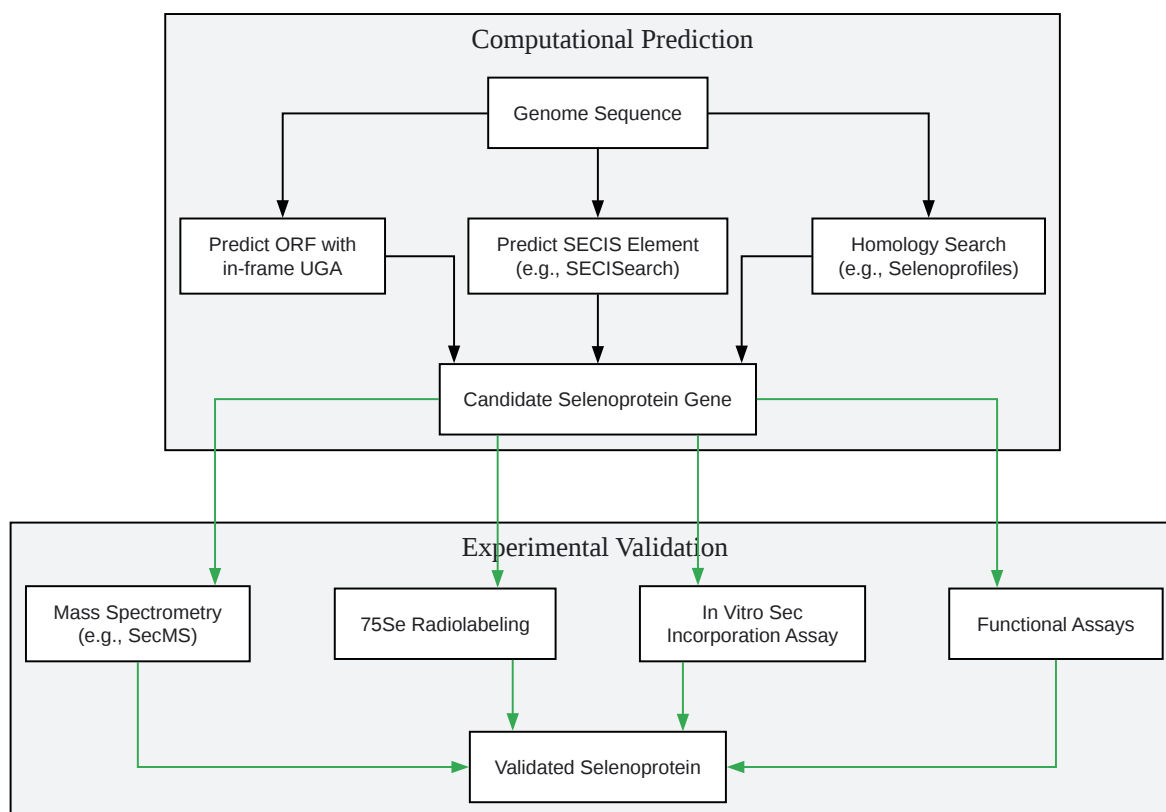 Computational Prediction
Genome Sequence
Predict ORF with
in-frame UGA
Predict SECIS Element
(e.g., SECISearch)
Homology Search
(e.g., Selenoprofiles)
Candidate Selenoprotein Gene
Experimental Validation
Mass Spectrometry
(e.g., SecMS)
75Se Radiolabeling
In Vitro Sec
Incorporation Assay
Functional Assays
Validated Selenoprotein